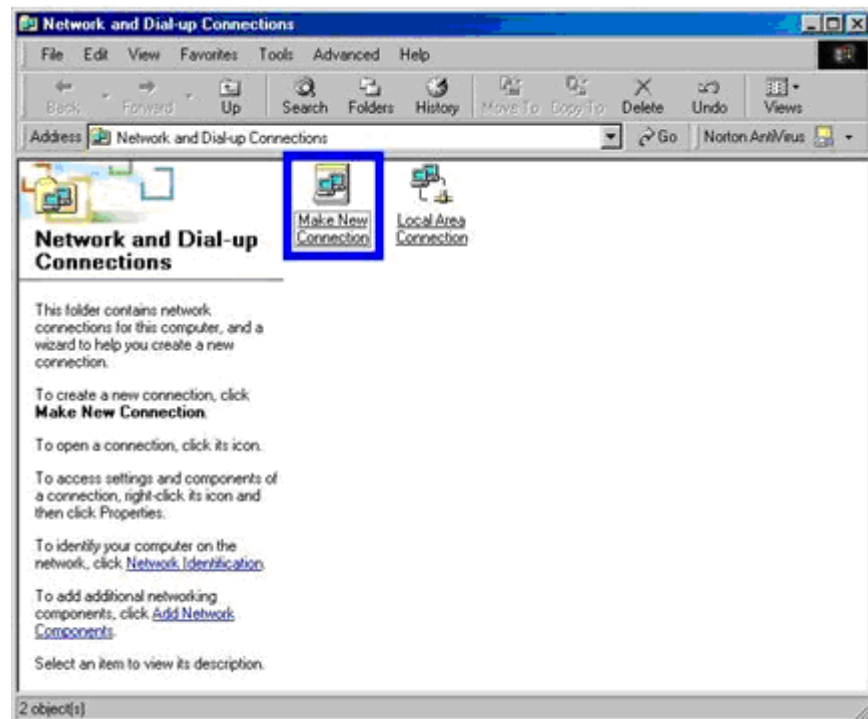 Network and Dial-up Connections
File Edit View Favorites Tools Advanced Help
Back Forward Up Search Folders History Move To Copy To Delete Undo Views
Address Network and Dial-up Connections Go Norton AntiVirus
Make New
Connection
Local Area
Connection
Network and Dial-up
Connections
This folder contains network
connections for this computer, and a
wizard to help you create a new
connection.
To create a new connection, click
Make New Connection.
To open a connection, click its icon.
To access settings and components of
a connection, right-click its icon and
then click Properties.
To identify your computer on the
network, click Network Identification.
To add additional networking
components, click Add Network
Components.
Select an item to view its description.
2 object(s)